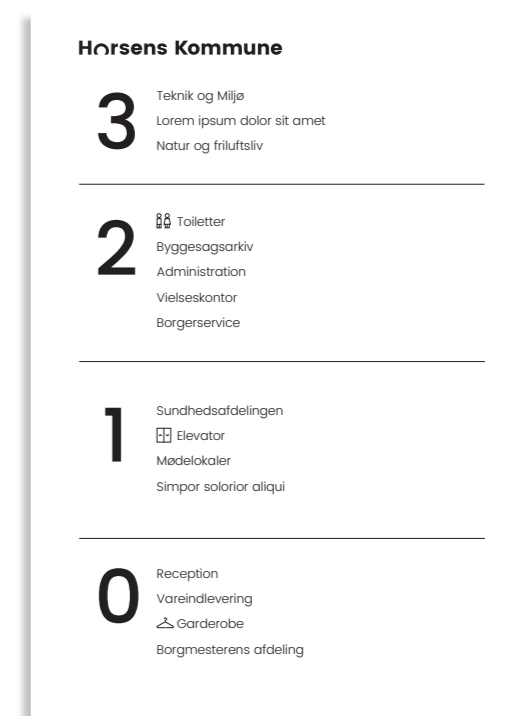 Horsens Kommune
3
Teknik og Miljø
Lorem ipsum dolor sit amet
Natur og friluftsliv
2
Toiletter
Byggesagsarkiv
Administration
Vielseskontor
Borgerservice
1
Sundhedsafdelingen
Elevator
Mødelokaler
Simpor solorior aliqui
0
Reception
Vareindlevering
Garderobe
Borgmesterens afdeling